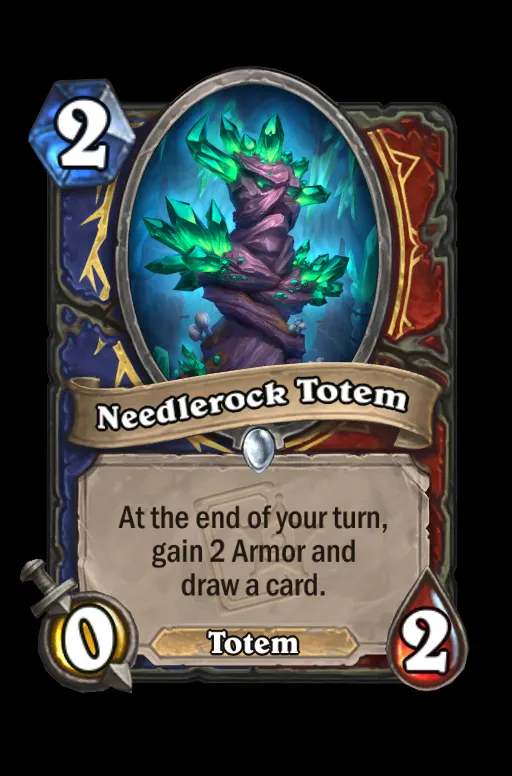 2
Needlerock Totem
At the end of your turn,
gain 2 Armor and
draw a card.
Totem
0
2